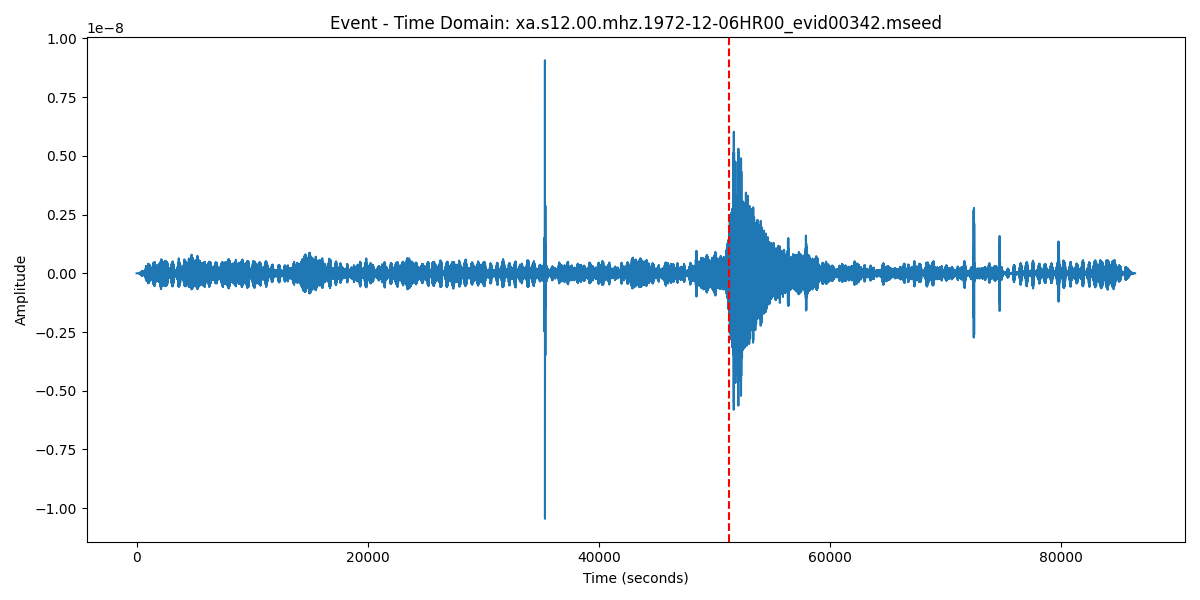 Event - Time Domain: xa.s12.00.mhz.1972-12-06HR00_evid00342.mseed
1e−8
1.00
0.75
0.50
0.25
0.00
−0.25
−0.50
−0.75
−1.00
Amplitude
0 20000 40000 60000 80000
Time (seconds)